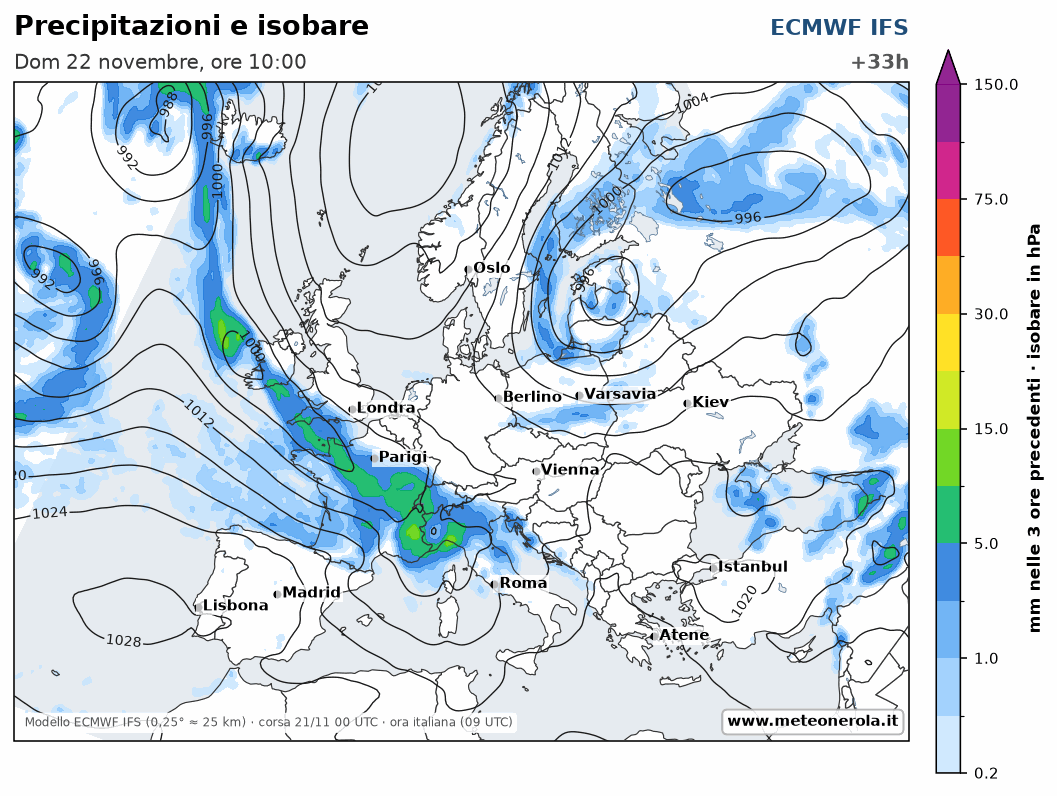 Precipitazioni e isobare
ECMWF IFS
Dom 22 novembre, ore 10:00
+33h
988
996
992
1000
1012
1004
996
1000
996
992
996
1000
1012
1024
1028
1020
Oslo
Londra
Berlino
Varsavia
Kiev
Parigi
Vienna
Roma
Madrid
Lisbona
Istanbul
Atene
Modello ECMWF IFS (0,25° ≈ 25 km) · corsa 21/11 00 UTC · ora italiana (09 UTC)
www.meteonerola.it
150.0
75.0
30.0
15.0
5.0
1.0
0.2
mm nelle 3 ore precedenti · isobare in hPa